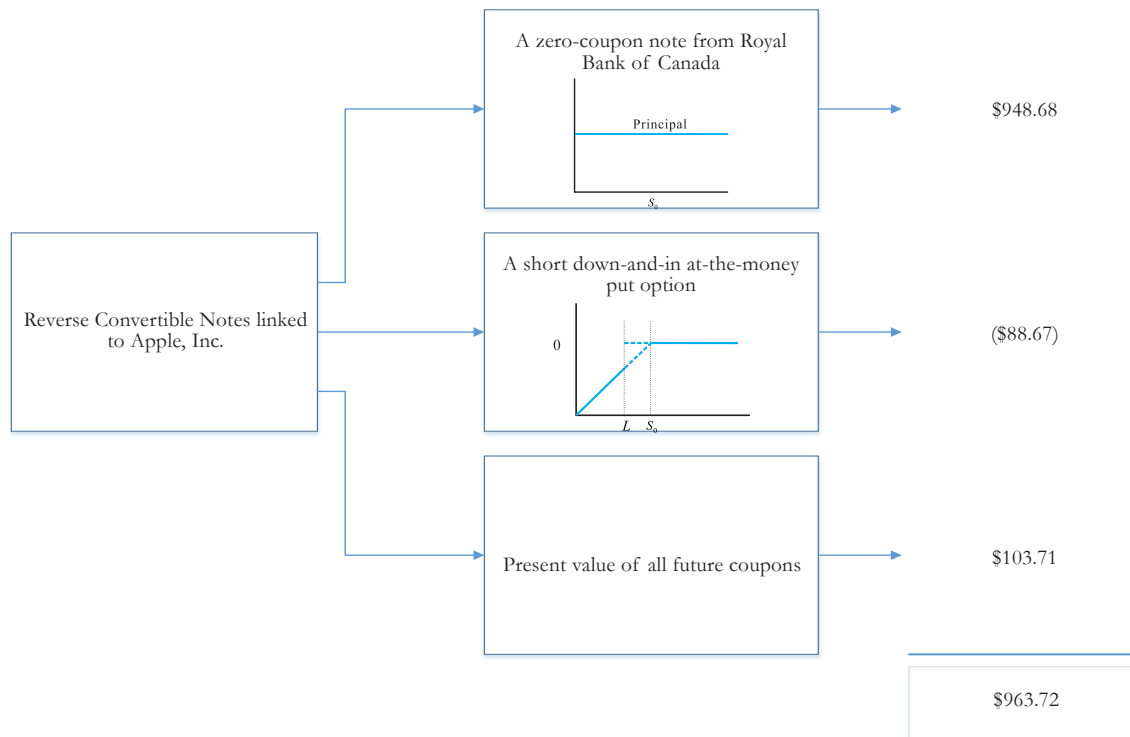 A zero-coupon note from Royal
Bank of Canada
Principal
S₀
$948.68
Reverse Convertible Notes linked
to Apple, Inc.
A short down-and-in at-the-money
put option
0
L S₀
($88.67)
Present value of all future coupons
$103.71
$963.72